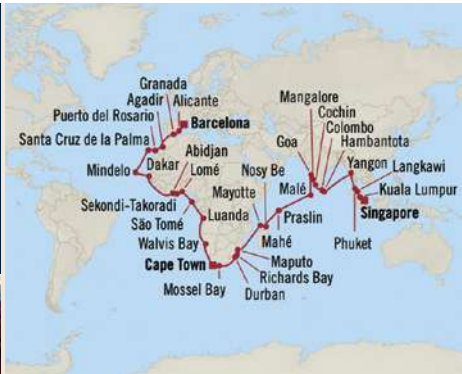 Granada
Agadir
Alicante
Puerto del Rosario
Barcelona
Santa Cruz de la Palma
Mindelo
Dakar
Abidjan
Lomé
Sekondi-Takoradi
São Tomé
Luanda
Walvis Bay
Cape Town
Mossel Bay
Durban
Richards Bay
Maputo
Mahé
Mayotte
Nosy Be
Praslin
Malé
Goa
Mangalore
Cochin
Colombo
Hambantota
Yangon
Langkawi
Kuala Lumpur
Singapore
Phuket